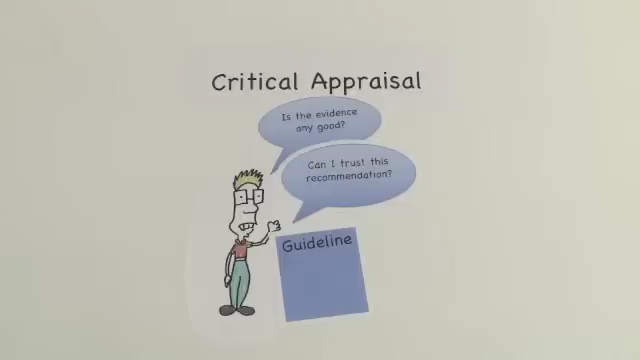 Critical Appraisal
Is the evidence
any good?
Can I trust this
recommendation?
Guideline